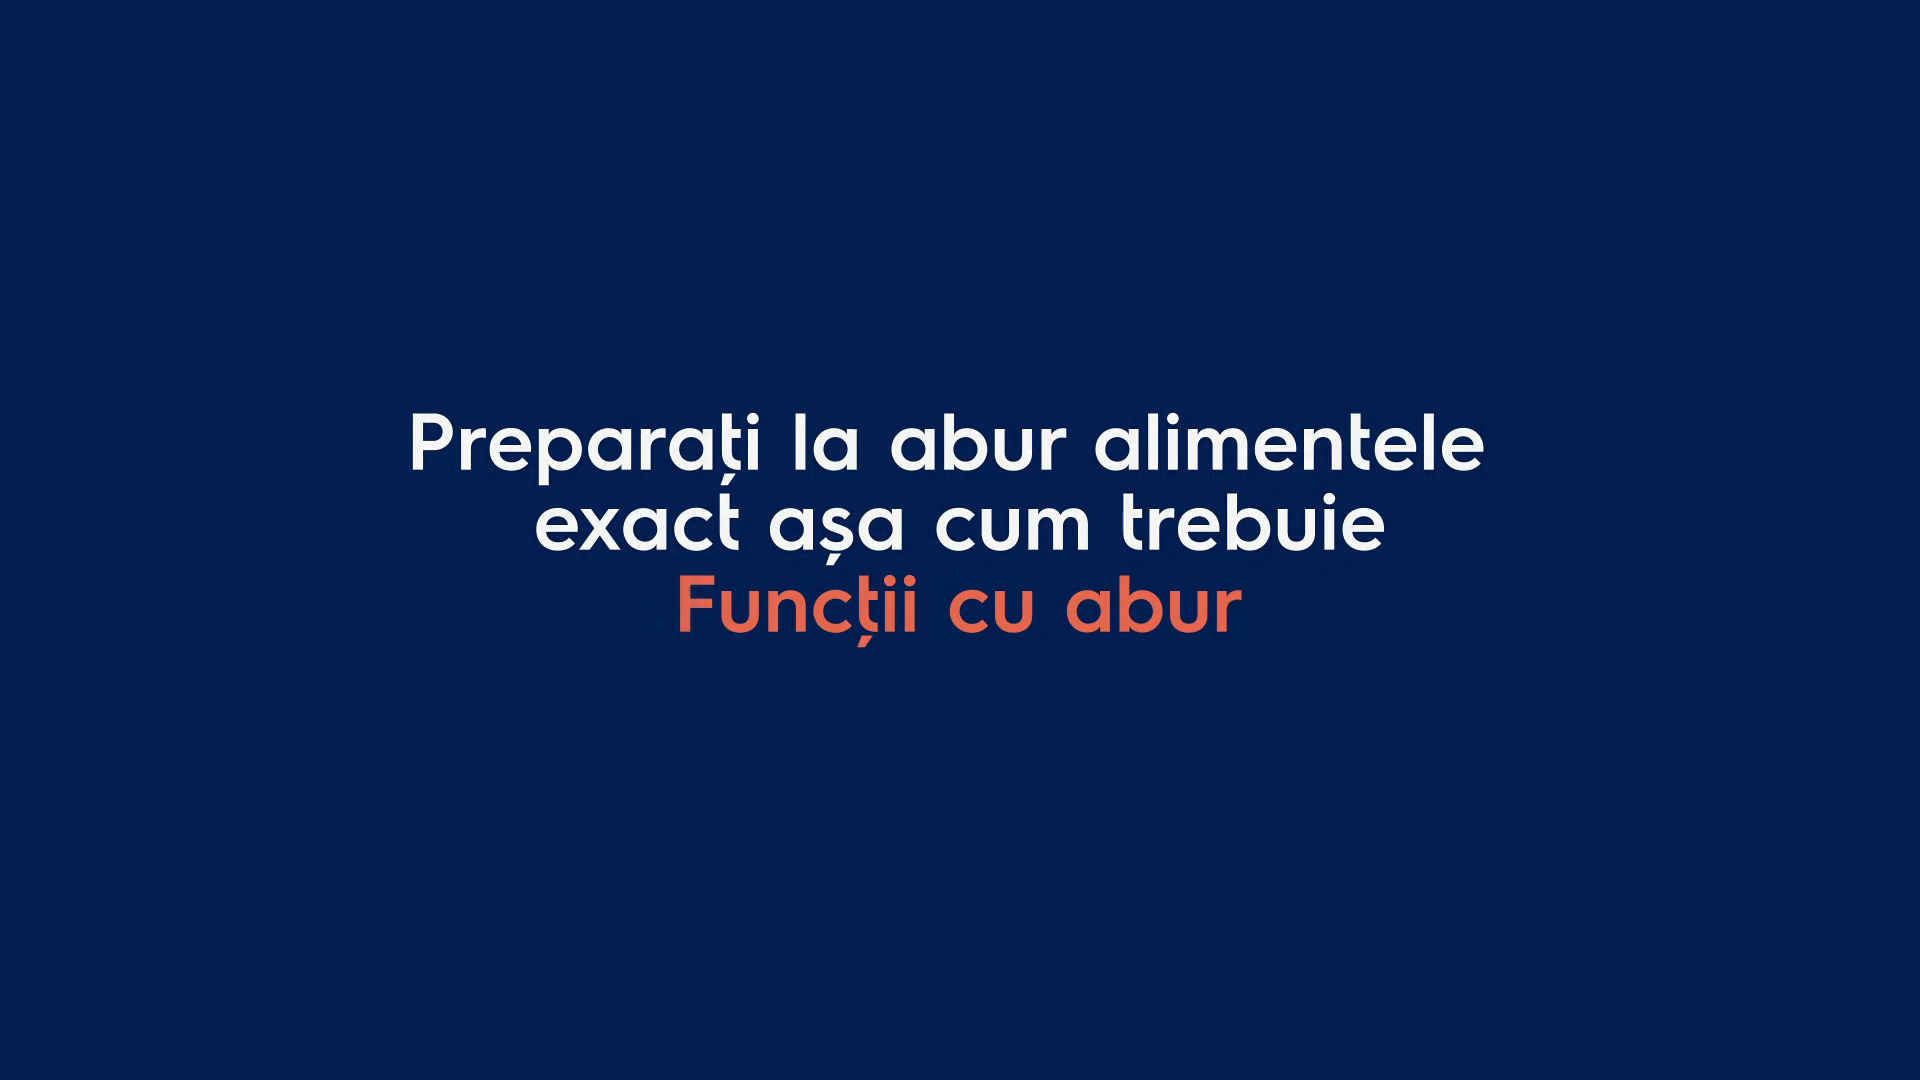 Preparați la abur alimentele
exact așa cum trebuie
Funcții cu abur